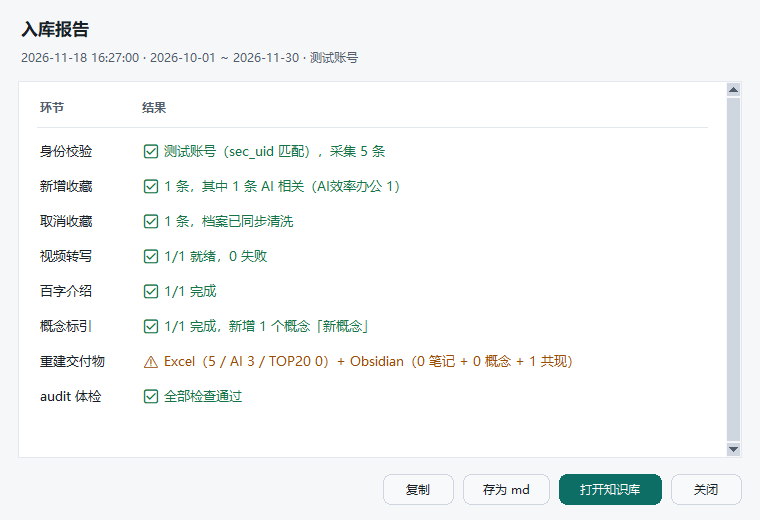 入库报告
2026-11-18 16:27:00 · 2026-10-01 ~ 2026-11-30 · 测试账号
环节 结果
身份校验 测试账号（sec_uid 匹配），采集 5 条
新增收藏 1 条，其中 1 条 AI 相关（AI效率办公 1）
取消收藏 1 条，档案已同步清洗
视频转写 1/1 就绪，0 失败
百字介绍 1/1 完成
概念标引 1/1 完成，新增 1 个概念「新概念」
重建交付物 Excel（5 / AI 3 / TOP20 0）+ Obsidian（0 笔记 + 0 概念 + 1 共现）
audit 体检 全部检查通过
复制 存为 md 打开知识库 关闭